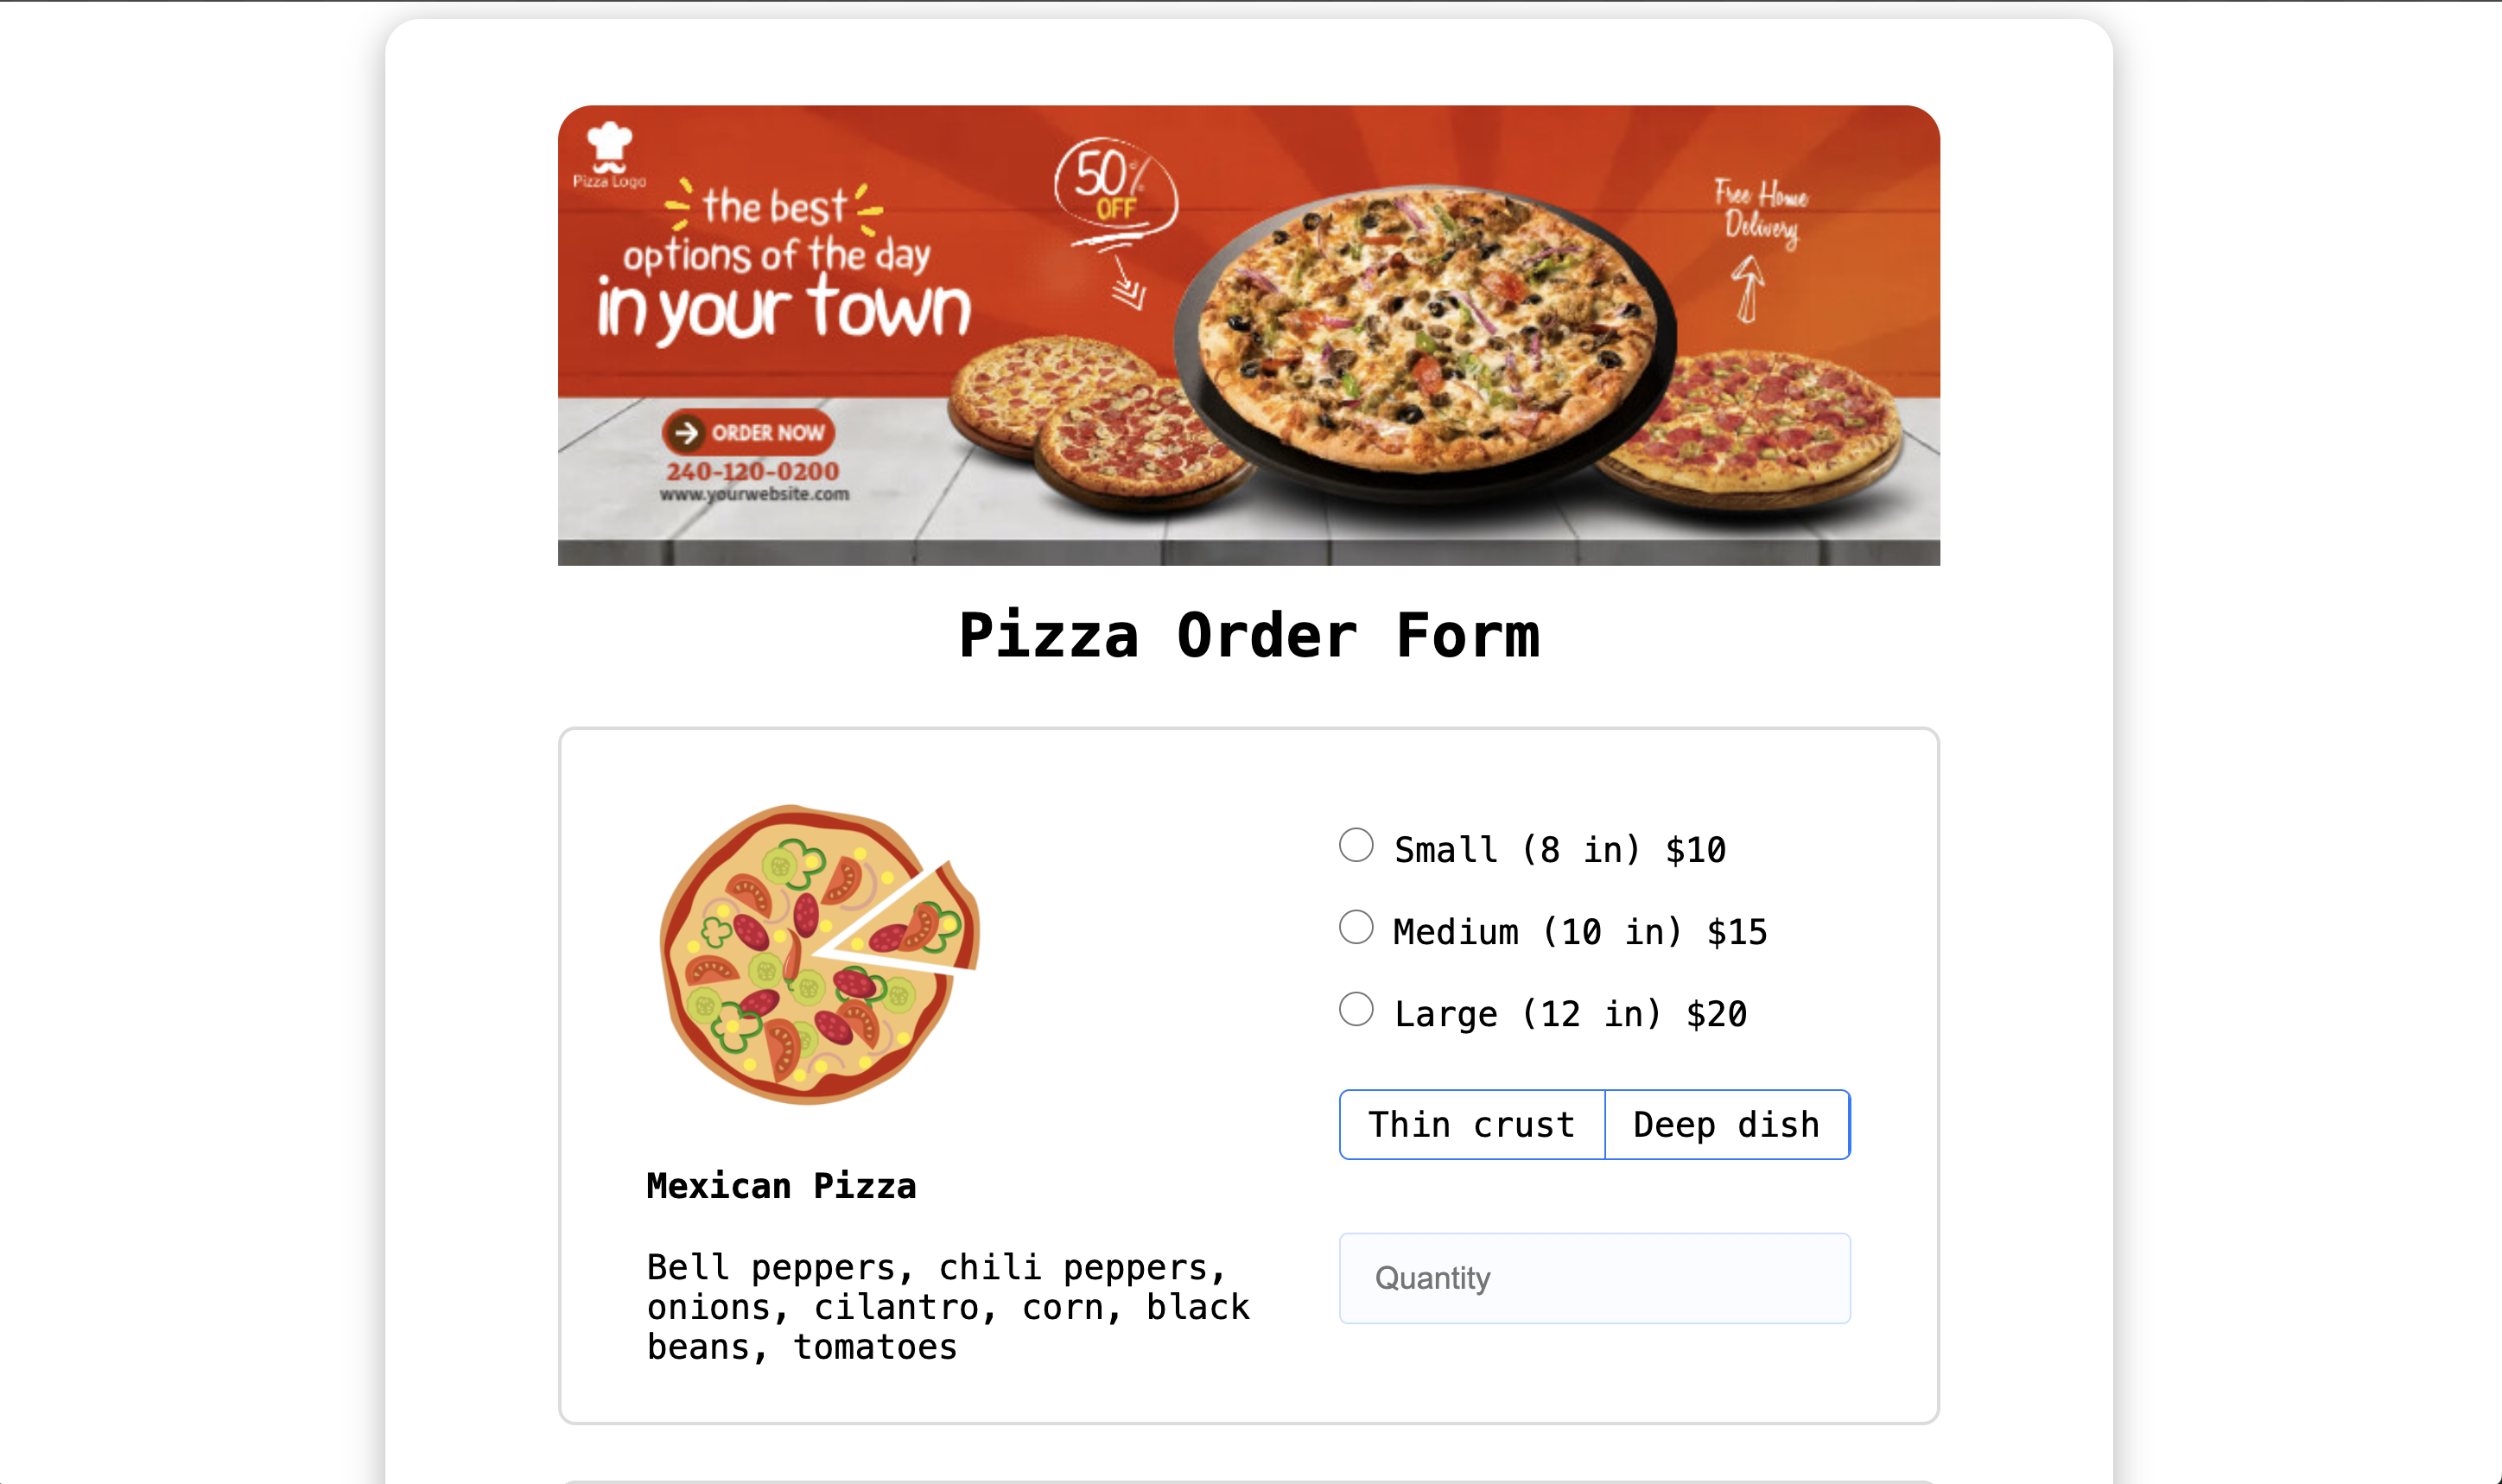 Pizza Logo
the best
options of the day
in your town
50%
OFF
Free Home
Delivery
ORDER NOW
240-120-0200
www.yourwebsite.com
Pizza Order Form
Small (8 in) $10
Medium (10 in) $15
Large (12 in) $20
Thin crust
Deep dish
Quantity
Mexican Pizza
Bell peppers, chili peppers,
onions, cilantro, corn, black
beans, tomatoes